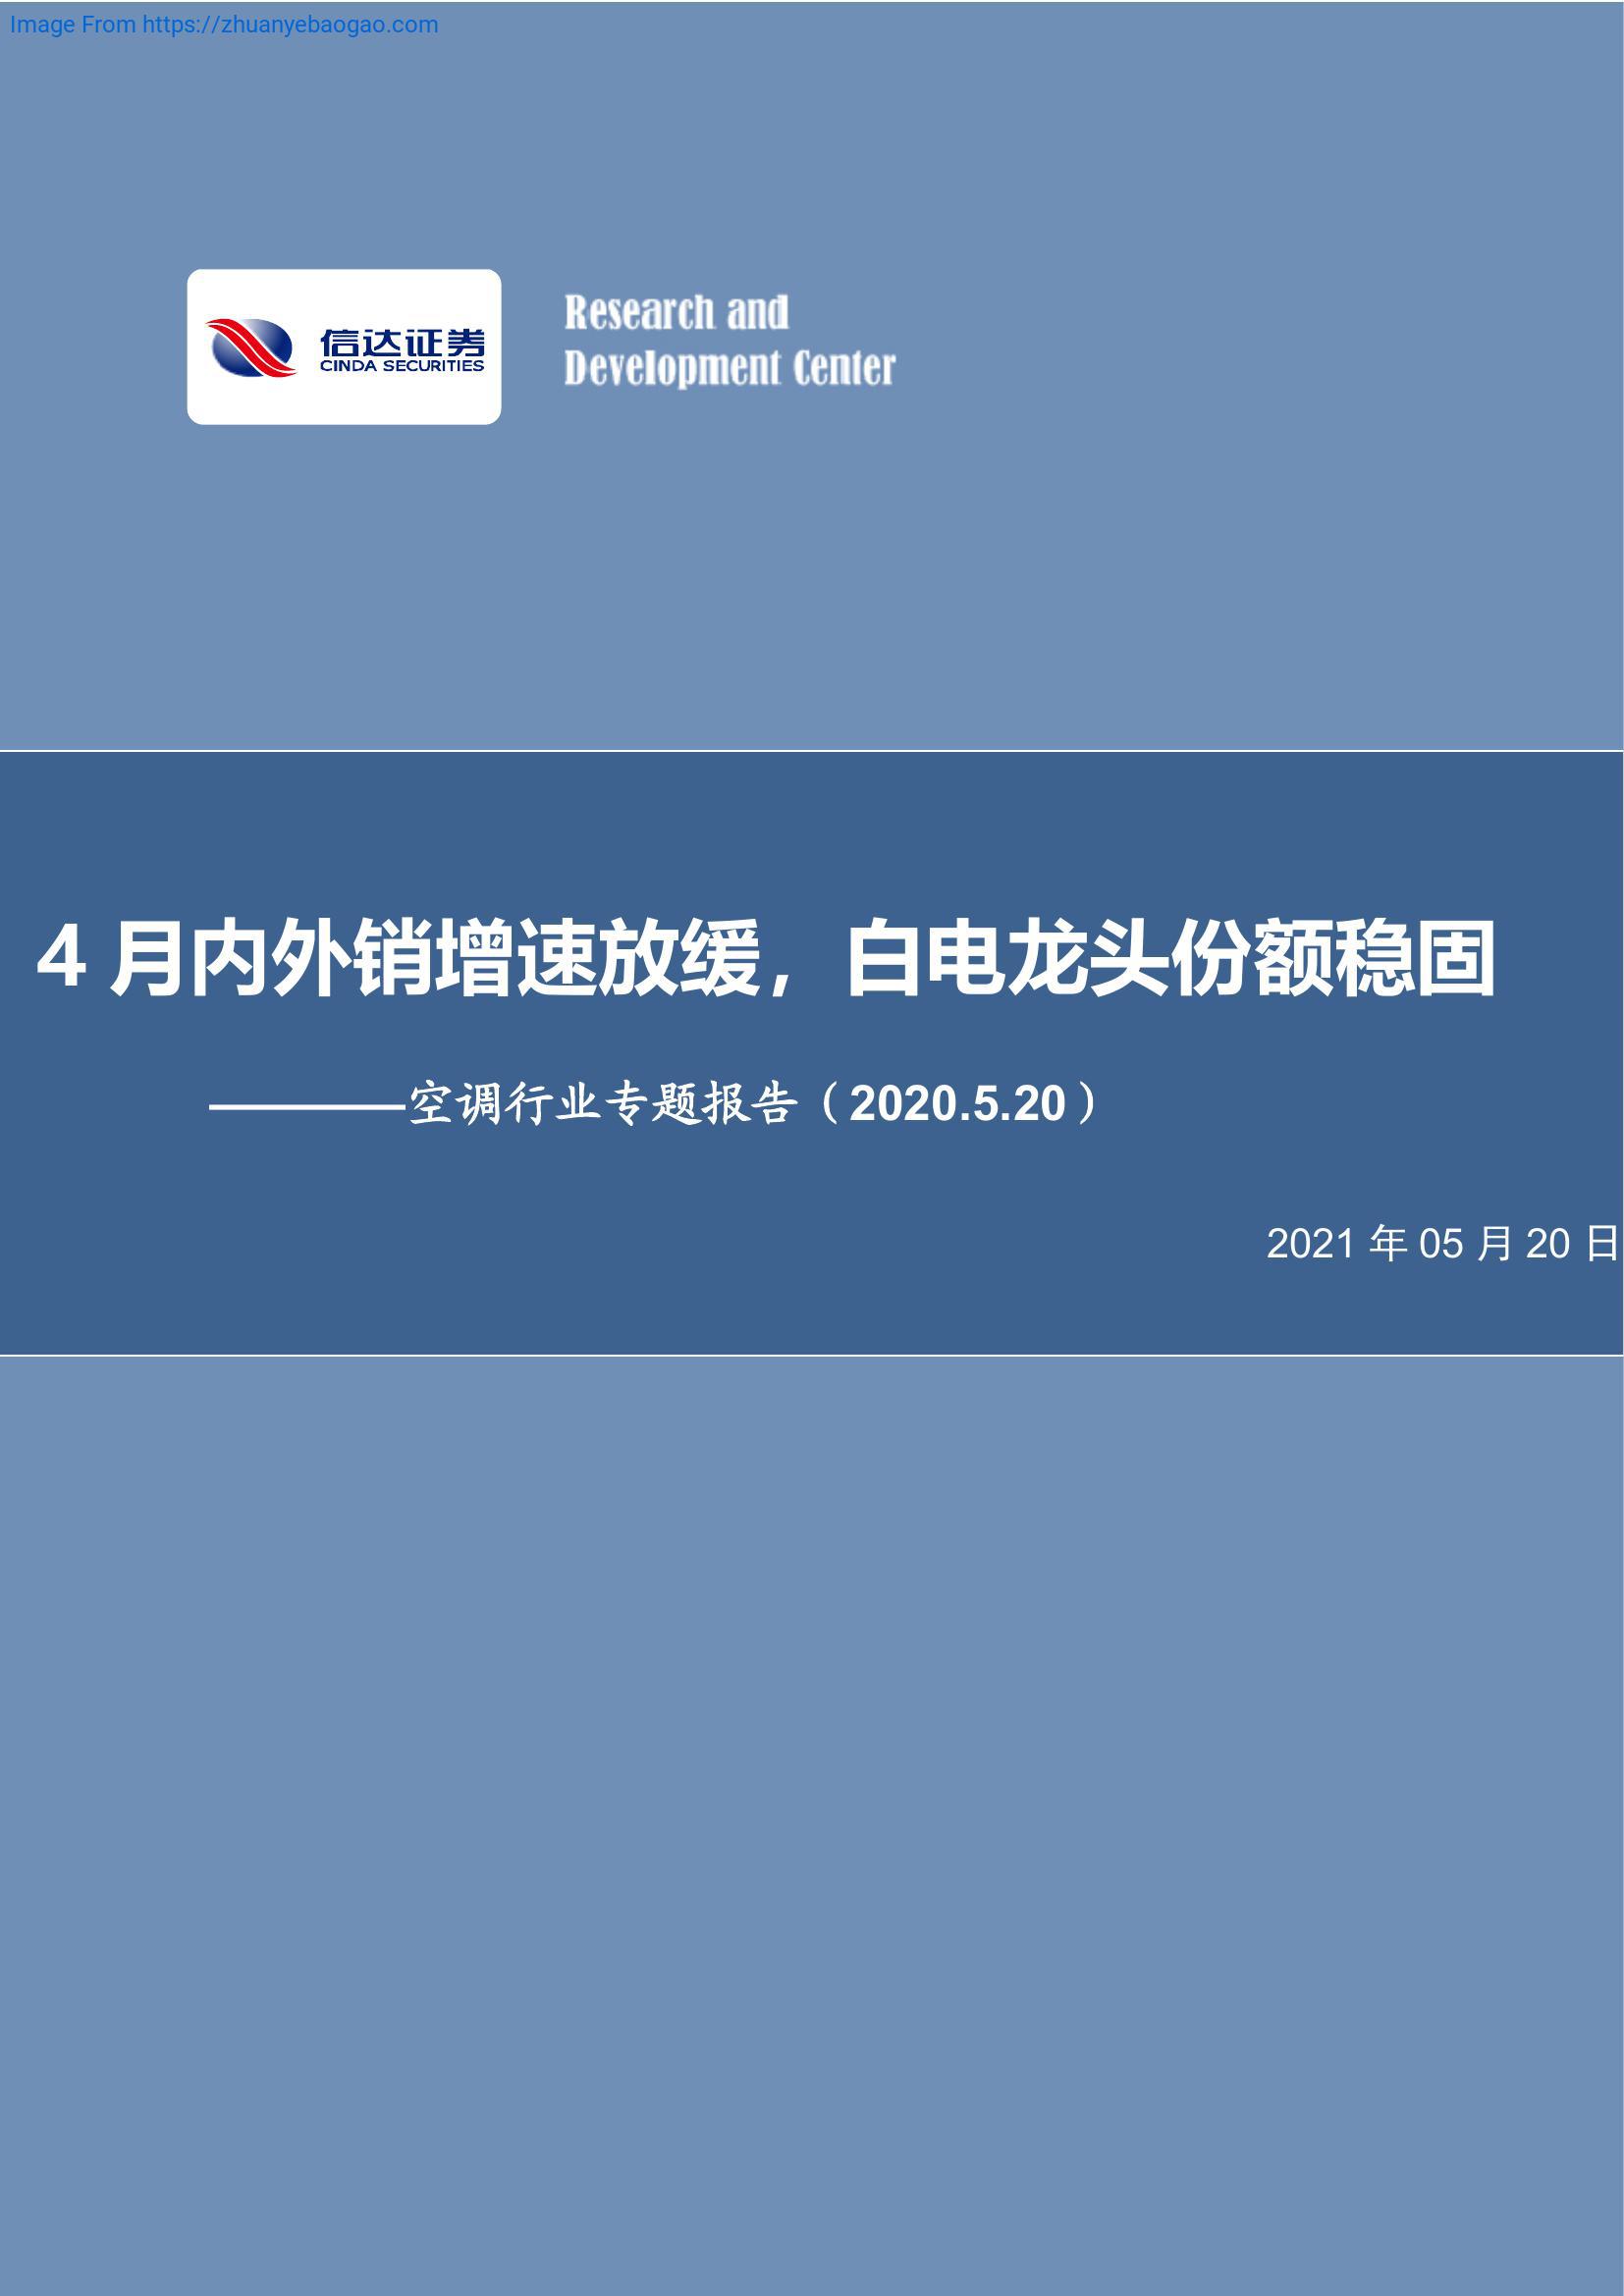 Image From https://zhuanyebaogao.com
信达证券
CINDA SECURITIES
Research and
Development Center
4 月内外销增速放缓，白电龙头份额稳固
————空调行业专题报告（2020.5.20）
2021 年 05 月 20 日